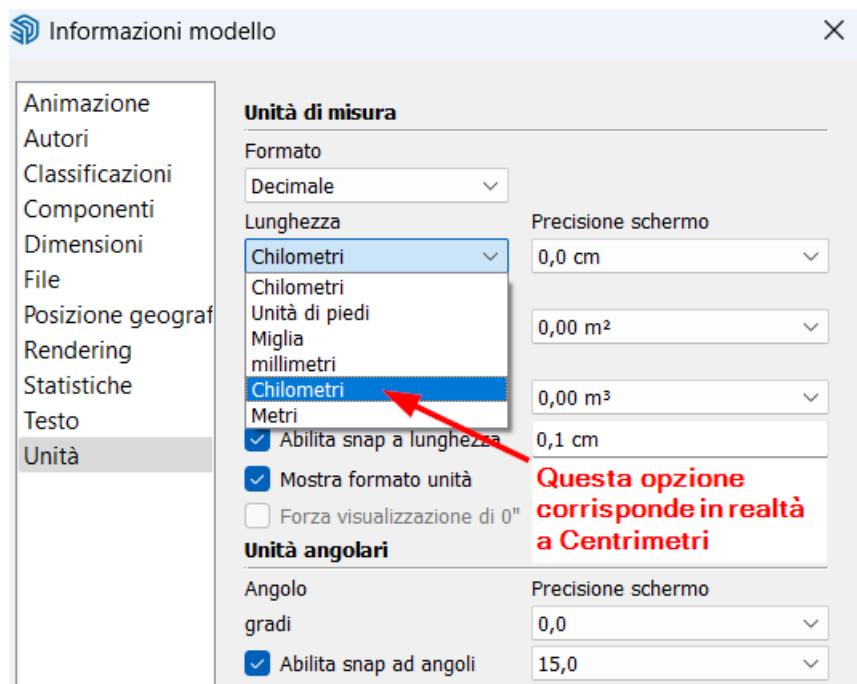 Informazioni modello
Animazione
Autori
Classificazioni
Componenti
Dimensioni
File
Posizione geograf
Rendering
Statistiche
Testo
Unità
Unità di misura
Formato
Decimale
Lunghezza
Precisione schermo
Chilometri
0,0 cm
Chilometri
Unità di piedi
Miglia
millimetri
Chilometri
Metri
0,00 m²
0,00 m³
Abilita snap a lunghezza
0,1 cm
Mostra formato unità
Forza visualizzazione di 0"
Questa opzione
corrisponde in realtà
a Centrimetri
Unità angolari
Angolo
Precisione schermo
gradi
0,0
Abilita snap ad angoli
15,0